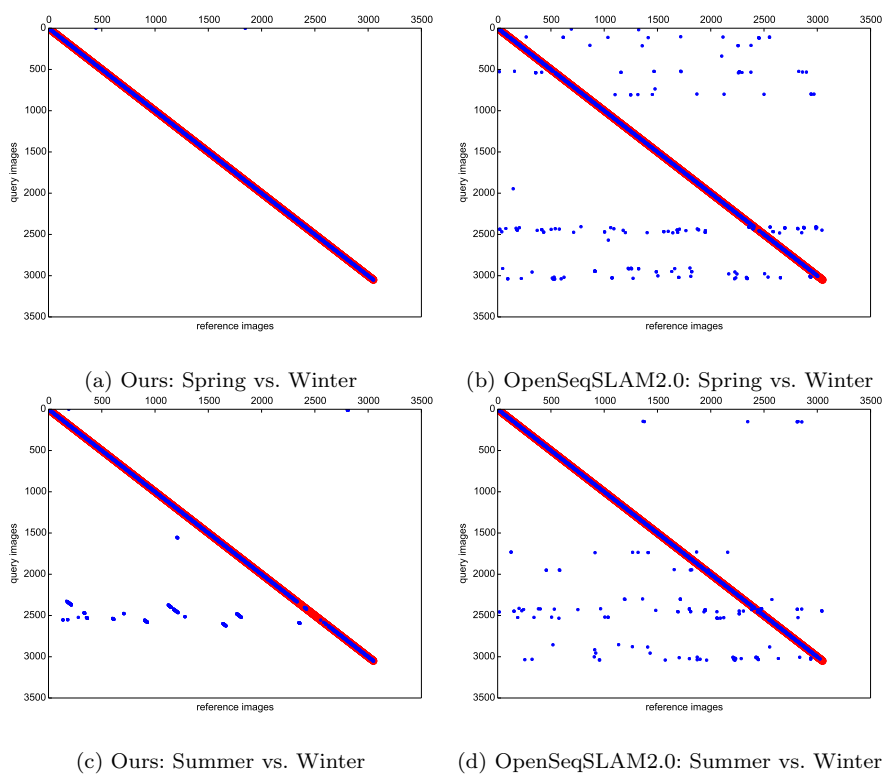 0 500 1000 1500 2000 2500 3000 3500
0
500
1000
1500
2000
2500
3000
3500
query images
reference images
(a) Ours: Spring vs. Winter
0 500 1000 1500 2000 2500 3000 3500
0
500
1000
1500
2000
2500
3000
3500
query images
reference images
(b) OpenSeqSLAM2.0: Spring vs. Winter
0 500 1000 1500 2000 2500 3000 3500
0
500
1000
1500
2000
2500
3000
3500
query images
reference images
(c) Ours: Summer vs. Winter
0 500 1000 1500 2000 2500 3000 3500
0
500
1000
1500
2000
2500
3000
3500
query images
reference images
(d) OpenSeqSLAM2.0: Summer vs. Winter